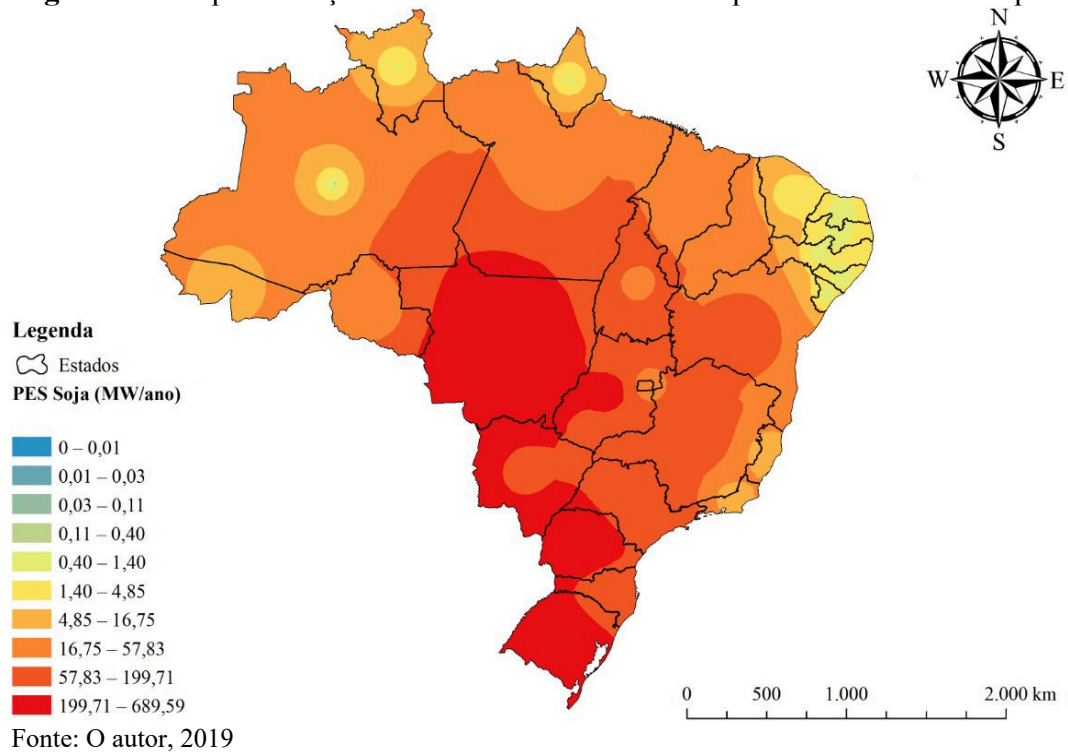 N
W E
S
Legenda
Estados
PES Soja (MW/ano)
0 – 0,01
0,01 – 0,03
0,03 – 0,11
0,11 – 0,40
0,40 – 1,40
1,40 – 4,85
4,85 – 16,75
16,75 – 57,83
57,83 – 199,71
199,71 – 689,59
0 500 1.000 2.000 km
Fonte: O autor, 2019